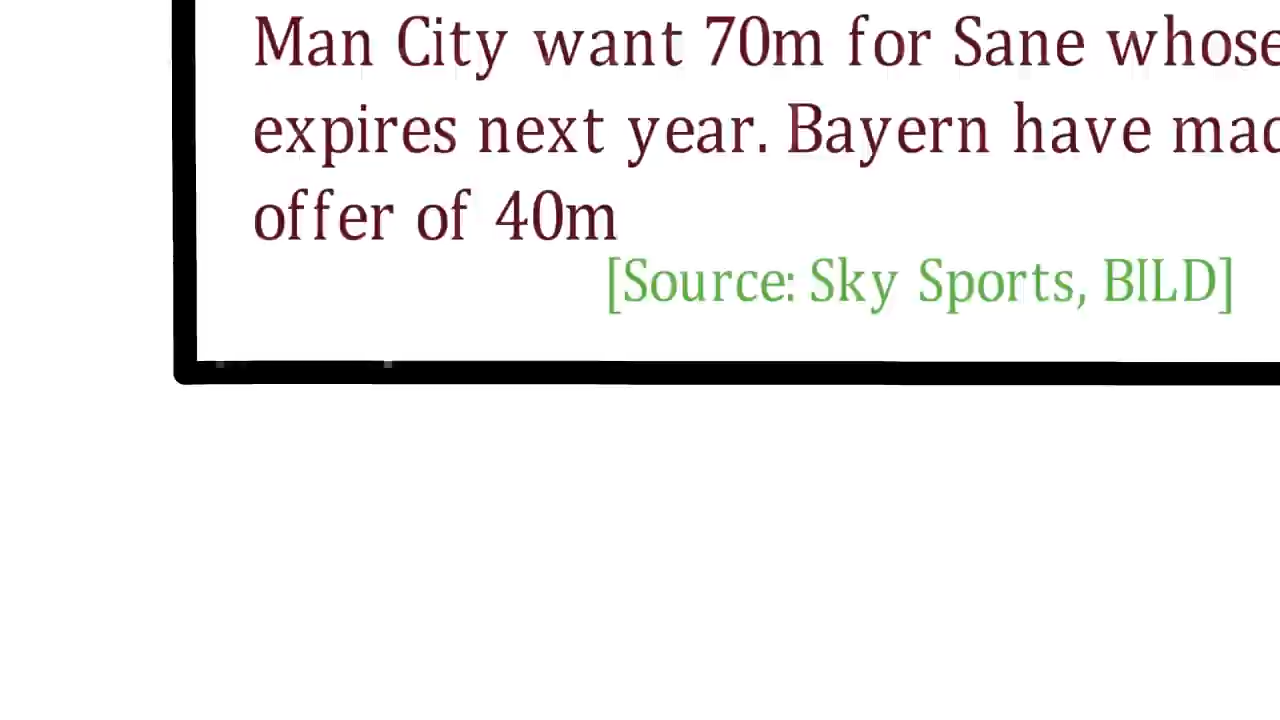 Man City want 70m for Sane whose
expires next year. Bayern have
offer of 40m
[Source: Sky Sports, BILD]